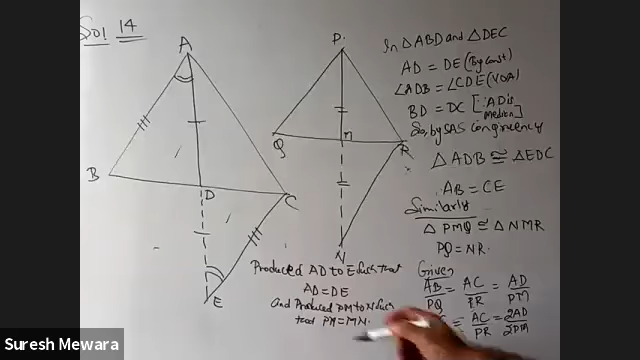 Sol 14
A
B
D
C
E
P
Q
M
R
N
Produced AD to E such that
AD = DE
And Produced PM to N such
that PM = MN.
In △ABD and △DEC
AD = DE (By const)
∠ADB = ∠CDE (VOA)
BD = DC [∵ AD is
Median]
So, by SAS congruency
△ADB ≅ △EDC
∴ AB = CE
Similarly
△PMQ ≅ △NMR
PQ = NR.
Given
AB/PQ = AC/PR = AD/PM
= AC/PR = 2AD/2PM
Suresh Mewara